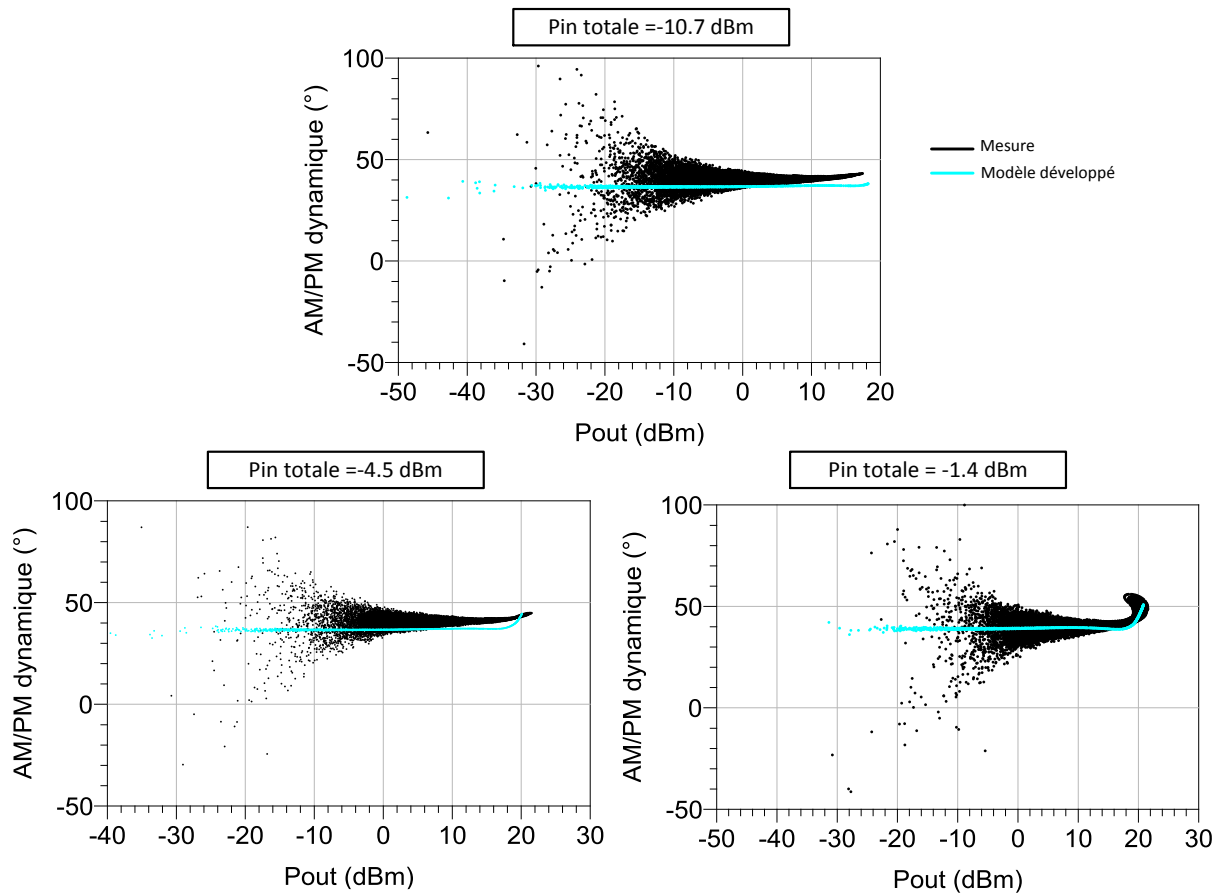 Pin totale =-10.7 dBm
100
50
0
-50
AM/PM dynamique (°)
-50 -40 -30 -20 -10 0 10 20
Pout (dBm)
Mesure
Modèle développé
Pin totale =-4.5 dBm
100
50
0
-50
AM/PM dynamique (°)
-40 -30 -20 -10 0 10 20 30
Pout (dBm)
Pin totale = -1.4 dBm
100
50
0
-50
AM/PM dynamique (°)
-50 -40 -30 -20 -10 0 10 20 30
Pout (dBm)